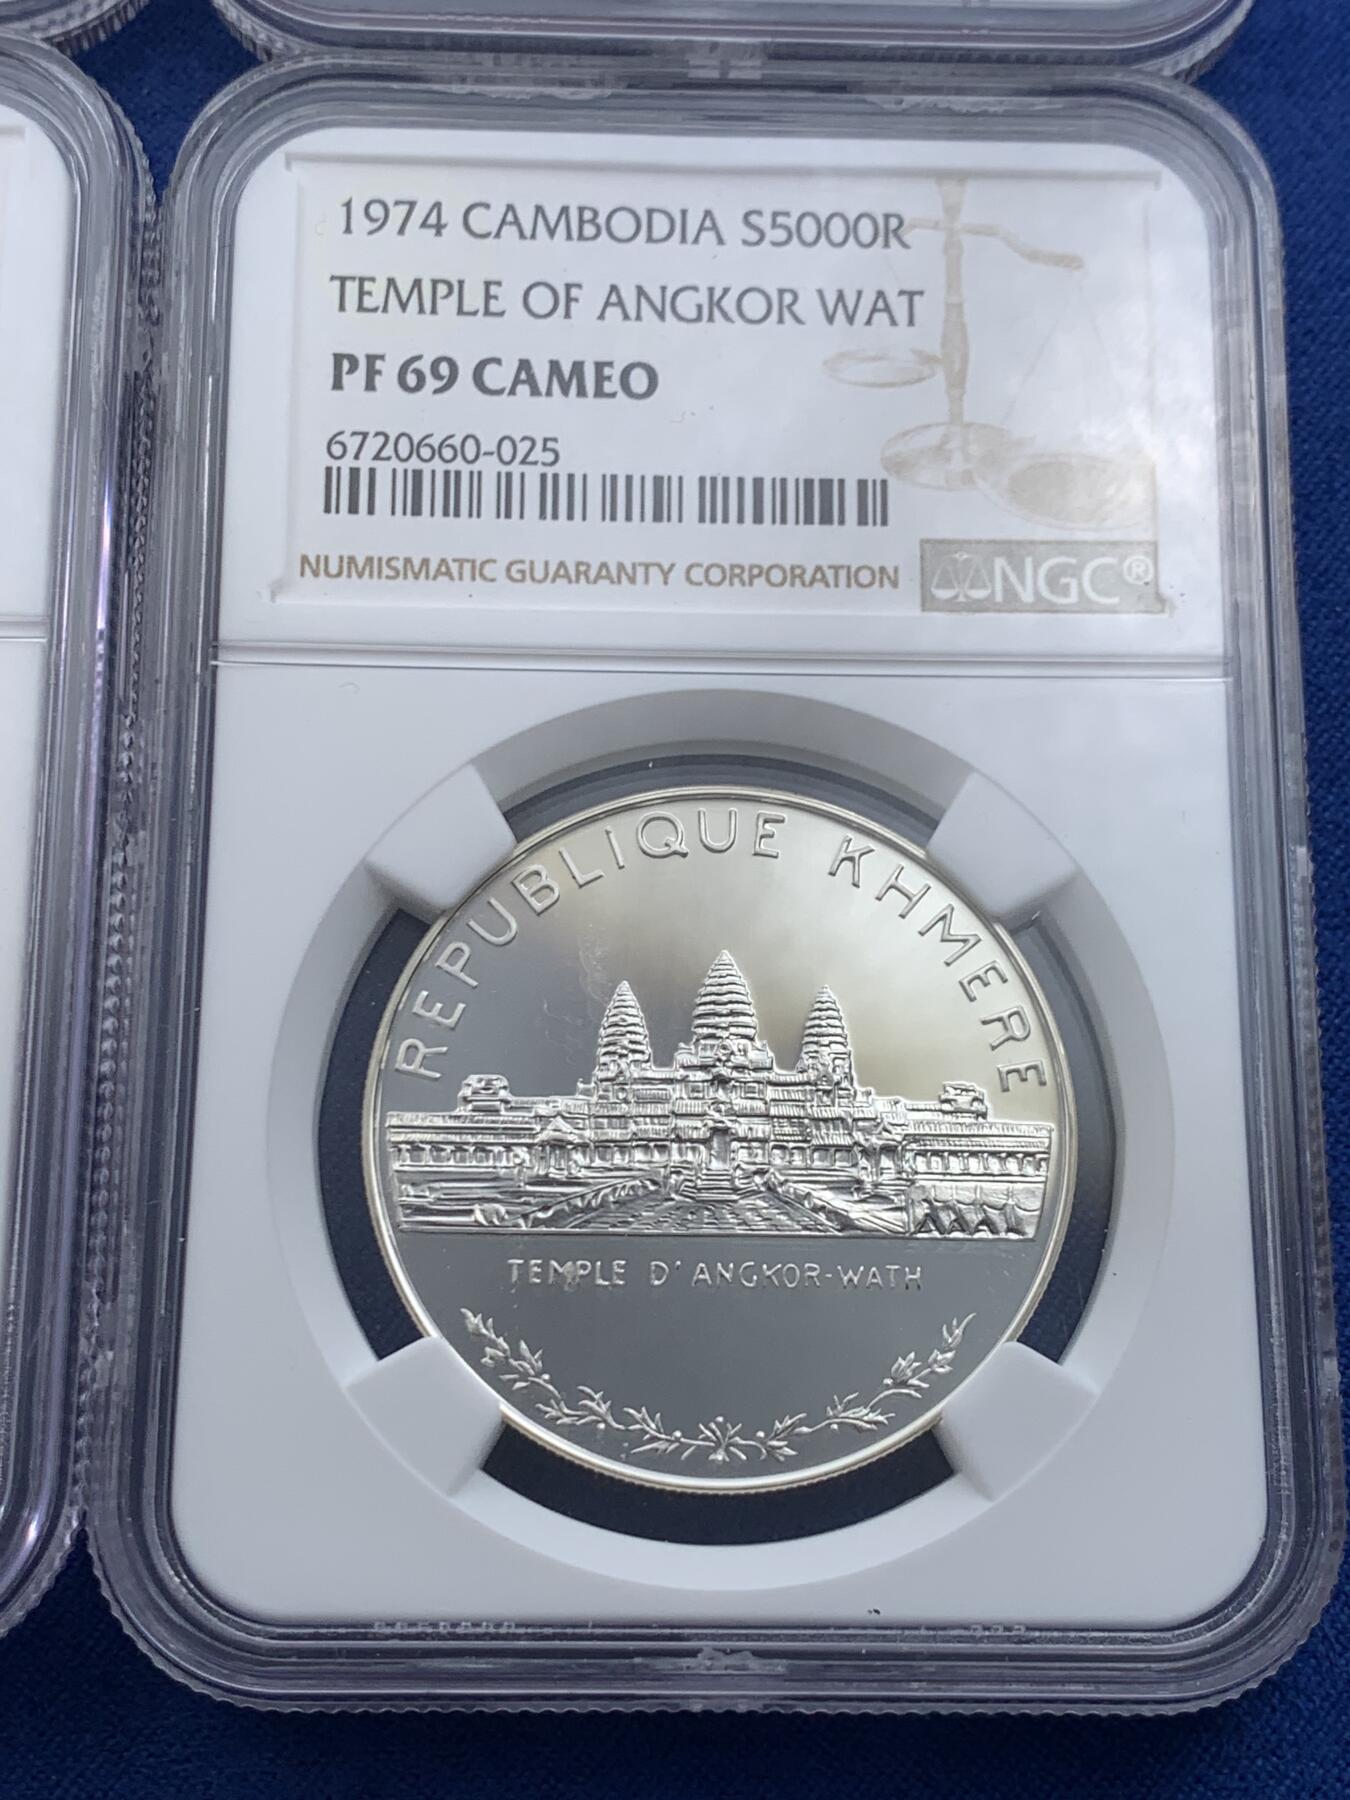 1974 CAMBODIA S5000R
TEMPLE OF ANGKOR WAT
PF 69 CAMEO
6720660-025
NUMISMATIC GUARANTY CORPORATION
NGC®
REPUBLIQUE KHMERE
TEMPLE D'ANGKOR-WATH